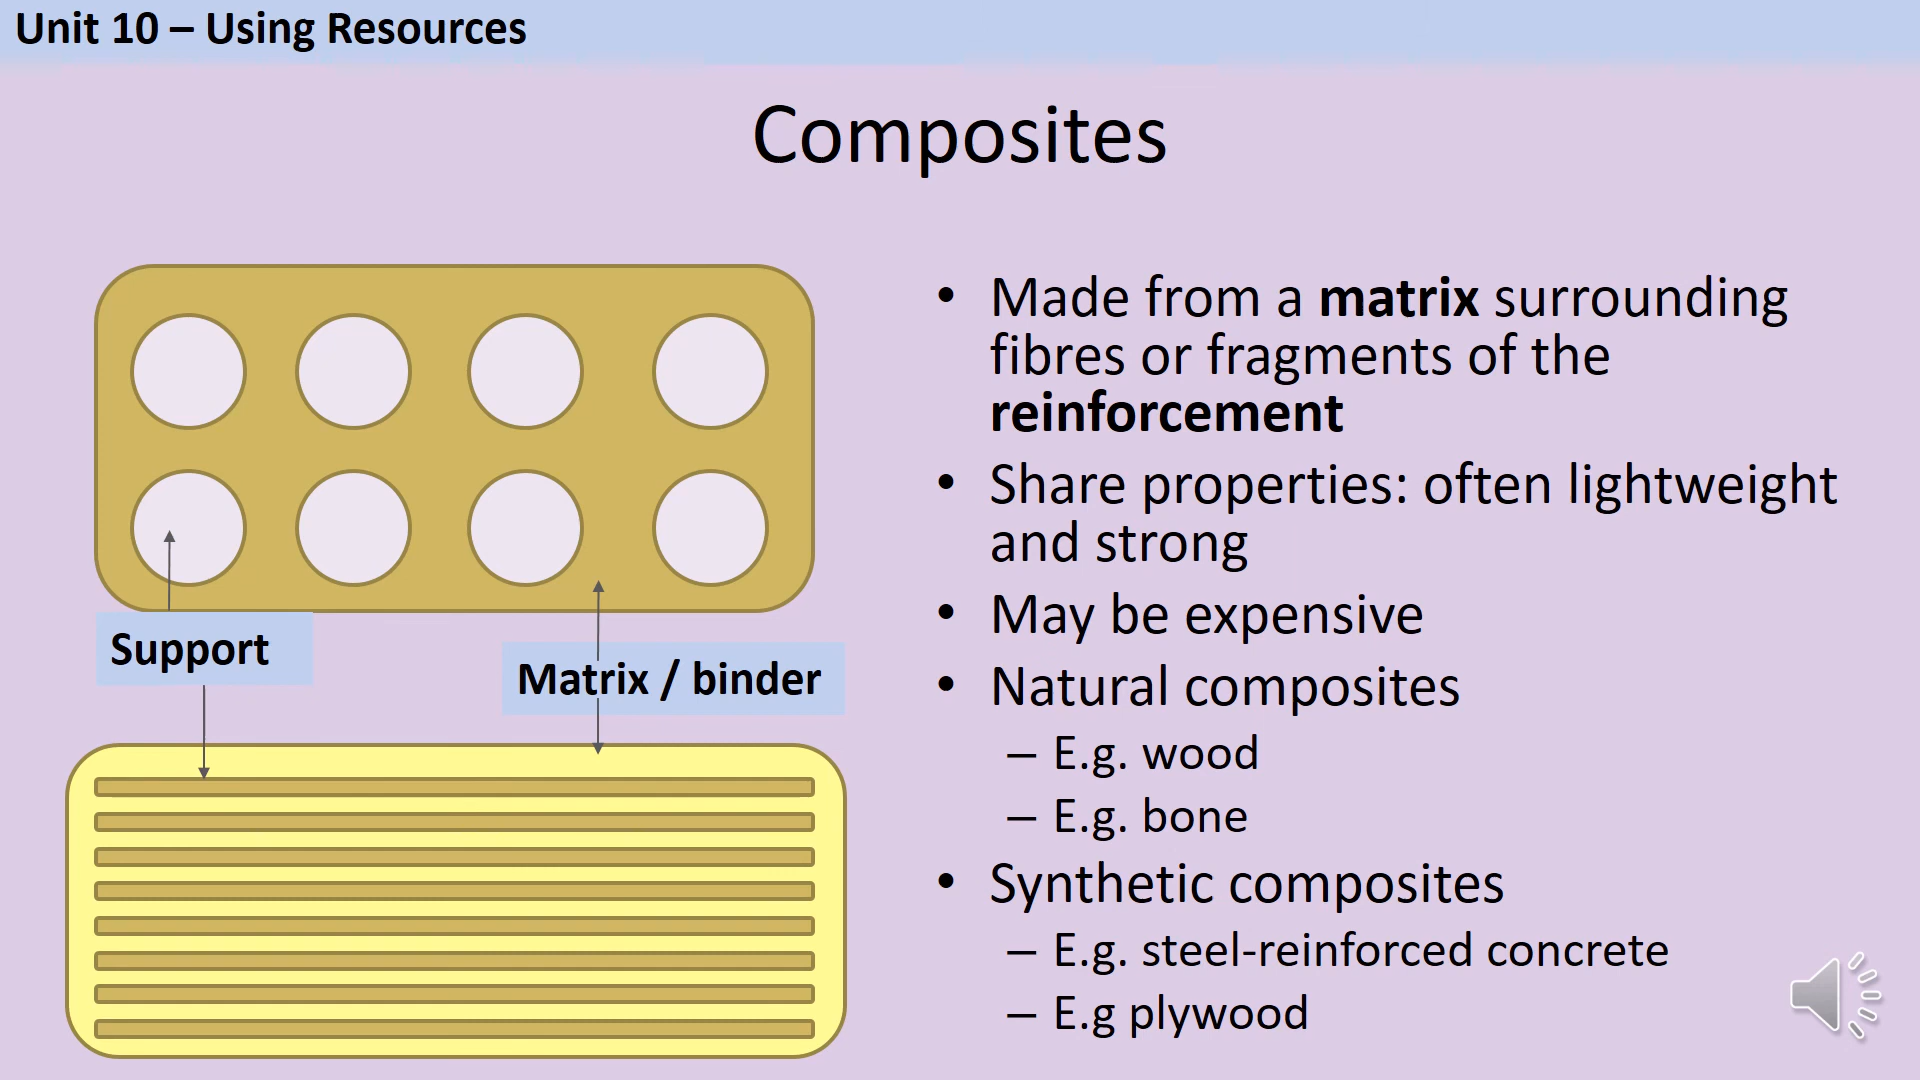 Unit 10 – Using Resources
Composites
Support
Matrix / binder
• Made from a matrix surrounding
fibres or fragments of the
reinforcement
• Share properties: often lightweight
and strong
• May be expensive
• Natural composites
– E.g. wood
– E.g. bone
• Synthetic composites
– E.g. steel-reinforced concrete
– E.g plywood